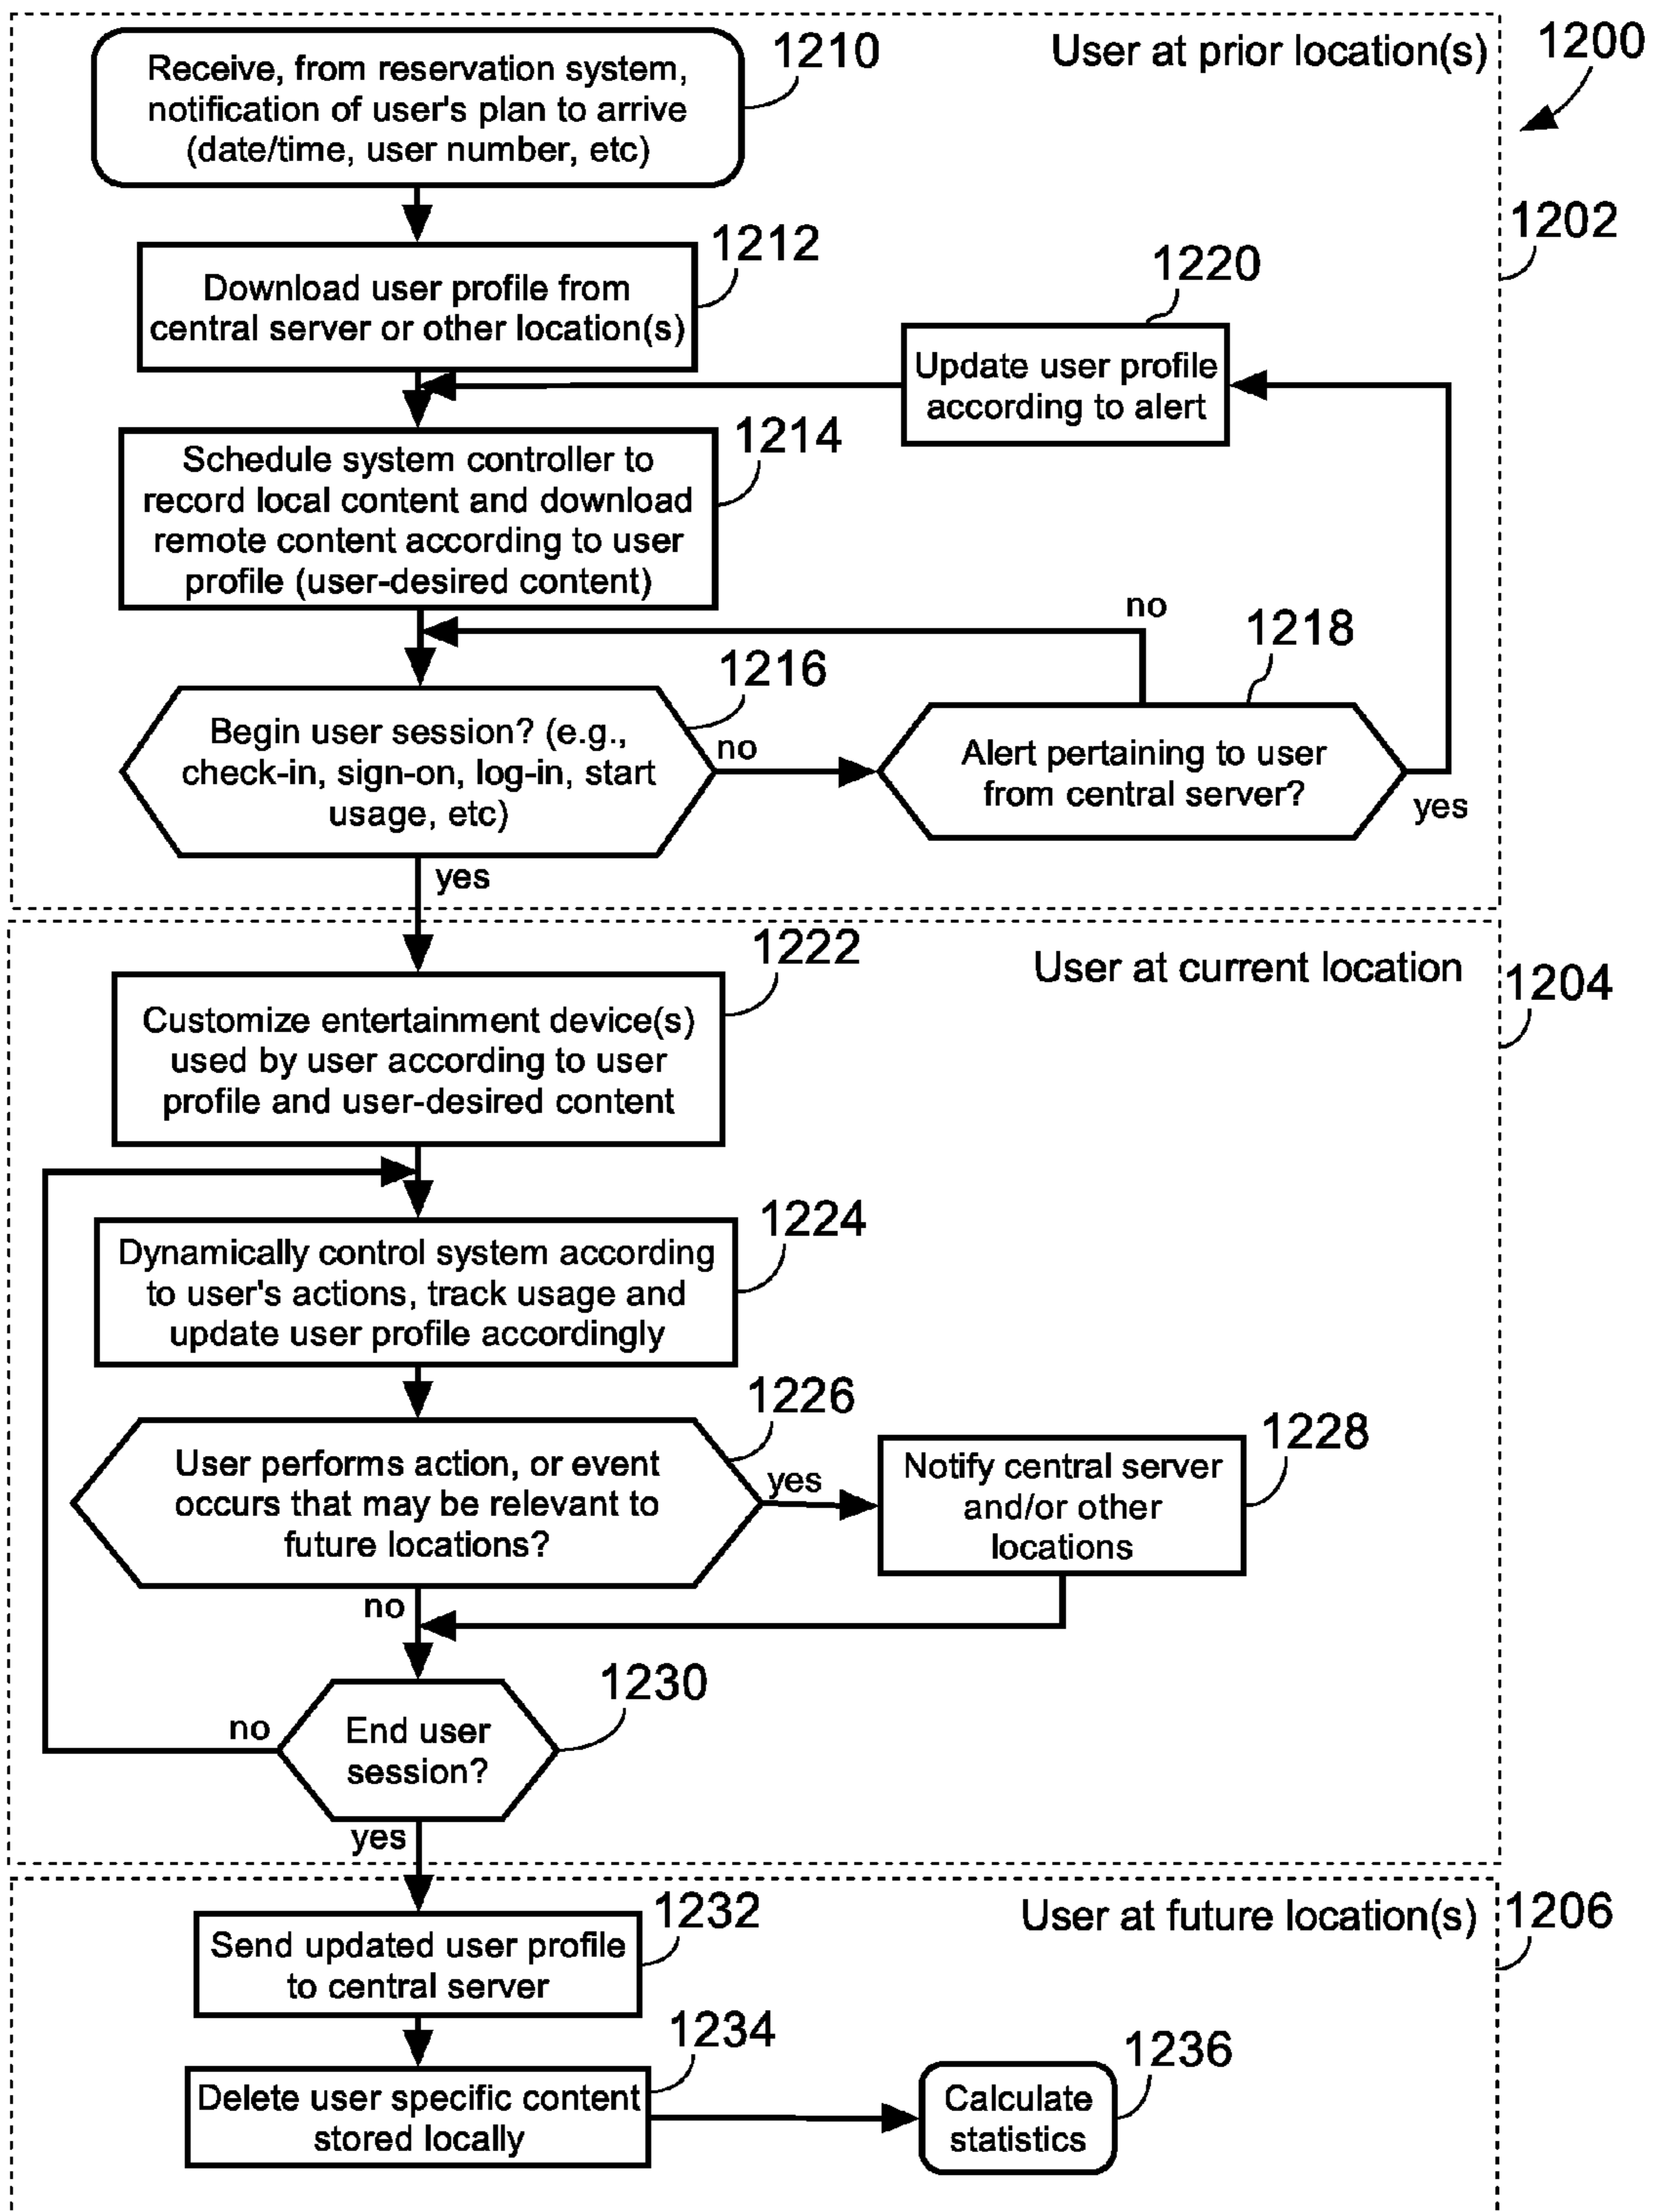 1200
User at prior location(s)
1202
1210
Receive, from reservation system,
notification of user's plan to arrive
(date/time, user number, etc)
1212
Download user profile from
central server or other location(s)
1220
Update user profile
according to alert
1214
Schedule system controller to
record local content and download
remote content according to user
profile (user-desired content)
no
1218
1216
Begin user session? (e.g.,
check-in, sign-on, log-in, start
usage, etc)
no
Alert pertaining to user
from central server?
yes
yes
1222
User at current location
1204
Customize entertainment device(s)
used by user according to user
profile and user-desired content
1224
Dynamically control system according
to user's actions, track usage and
update user profile accordingly
1226
User performs action, or event
occurs that may be relevant to
future locations?
yes
1228
Notify central server
and/or other
locations
no
1230
End user
session?
no
yes
User at future location(s)
1206
1232
Send updated user profile
to central server
1234
Delete user specific content
stored locally
1236
Calculate
statistics